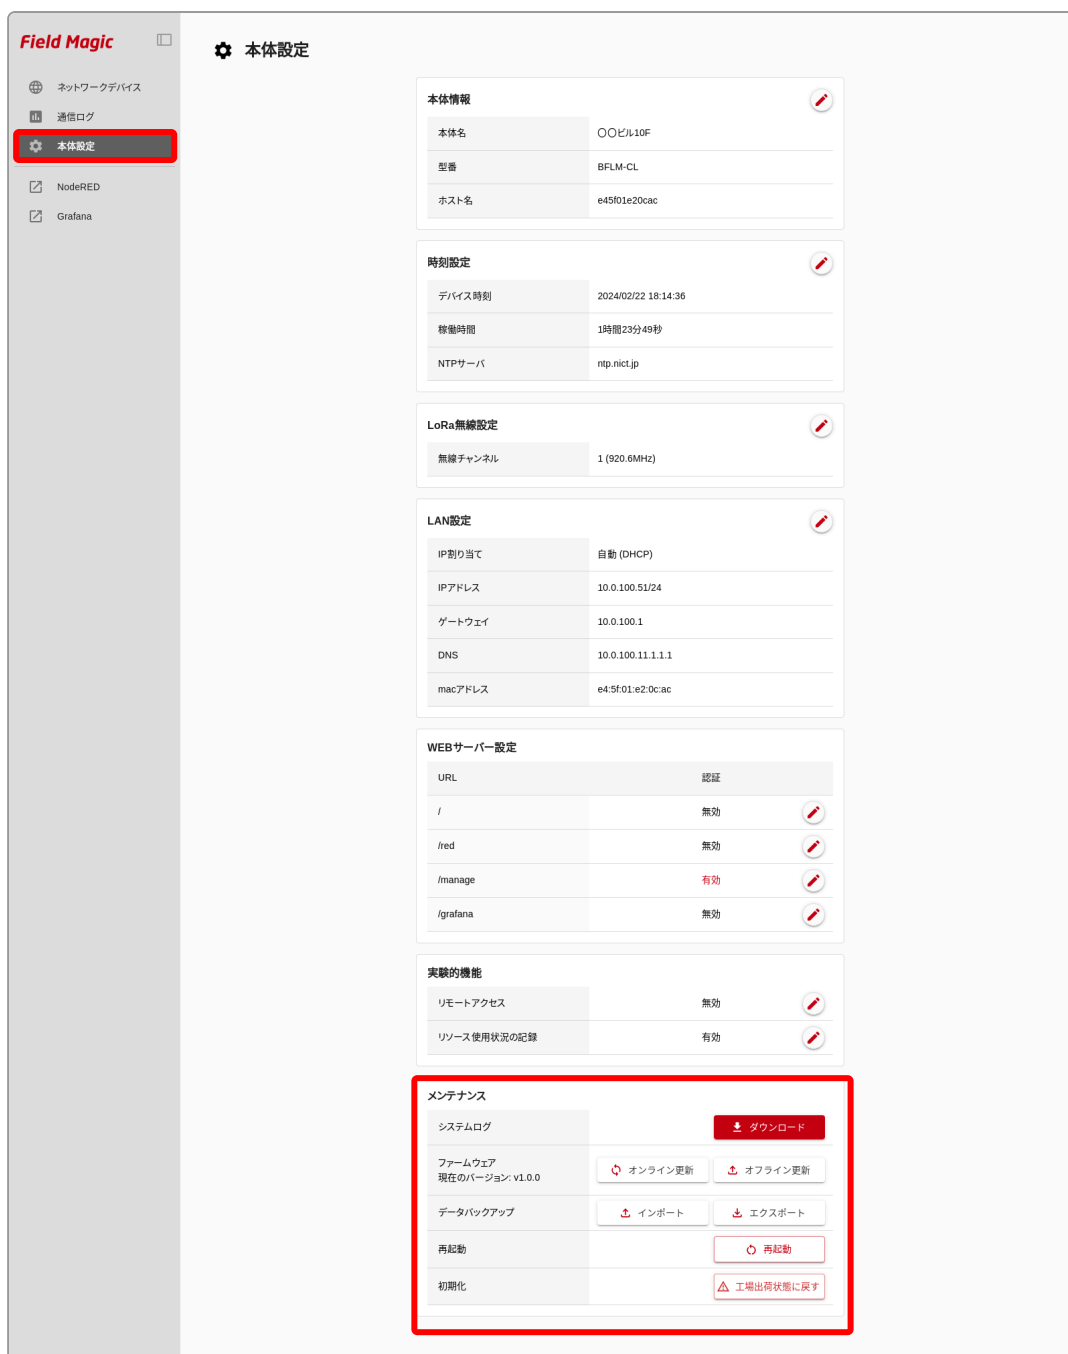 Field Magic
ネットワークデバイス
通信ログ
本体設定
NodeRED
Grafana
本体設定
本体情報
本体名 〇〇ビル10F
型番 BFLM-CL
ホスト名 e45f01e20cac
時刻設定
デバイス時刻 2024/02/22 18:14:36
稼働時間 1時間23分49秒
NTPサーバ ntp.nict.jp
LoRa無線設定
無線チャンネル 1 (920.6MHz)
LAN設定
IP割り当て 自動 (DHCP)
IPアドレス 10.0.100.51/24
ゲートウェイ 10.0.100.1
DNS 10.0.100.11.1.1.1
macアドレス e4:5f:01:e2:0c:ac
WEBサーバー設定
URL 認証
/ 無効
/red 無効
/manage 有効
/grafana 無効
実験的機能
リモートアクセス 無効
リソース使用状況の記録 有効
メンテナンス
システムログ ダウンロード
ファームウェア
現在のバージョン: v1.0.0 オンライン更新 オフライン更新
データバックアップ インポート エクスポート
再起動 再起動
初期化 工場出荷状態に戻す